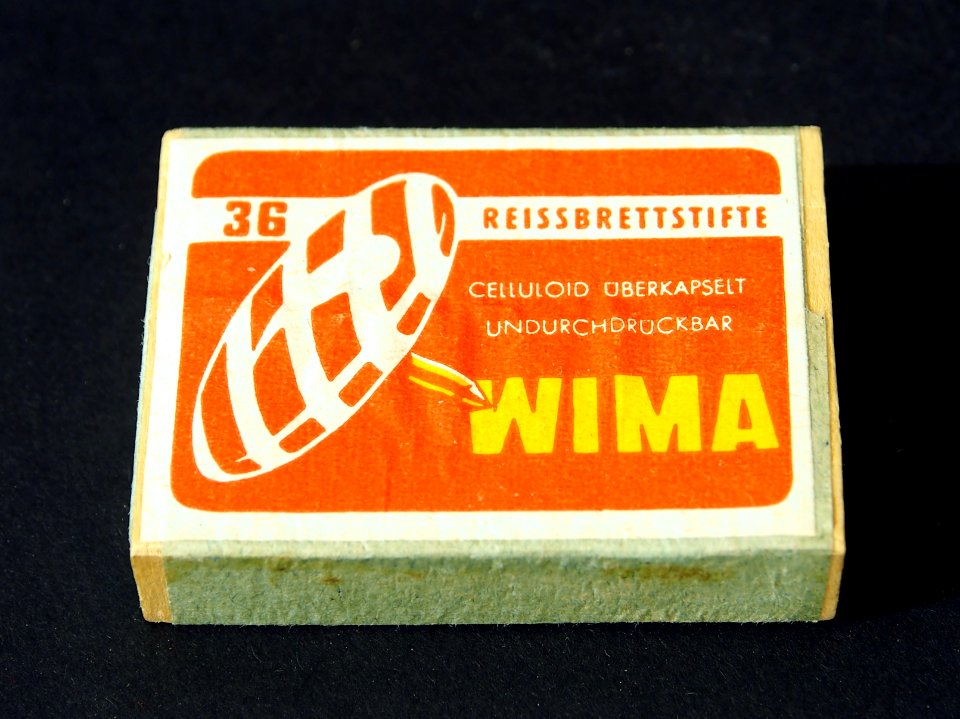 36 REISSBRETTSTIFTE
CELLULOID ÜBERKAPSELT
UNDURCHDRÜCKBAR
WIMA